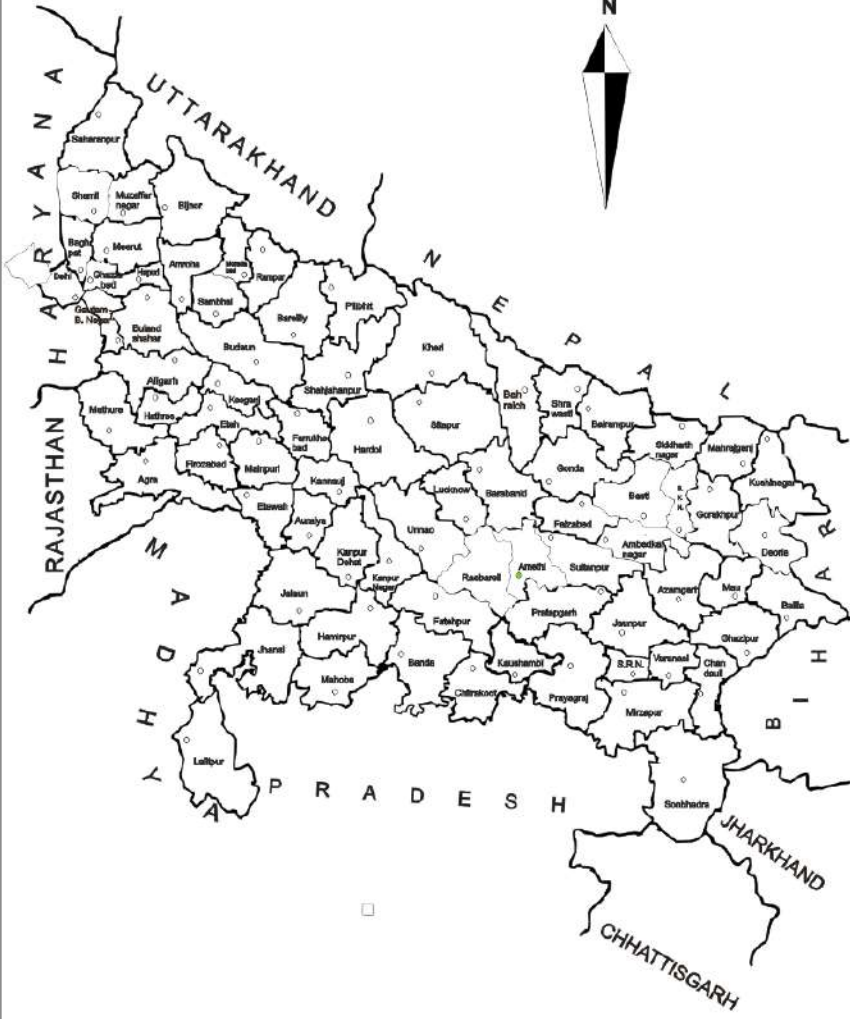 N
UTTARAKHAND
HARYANA
NEPAL
RAJASTHAN
MADHYA
PRADESH
BIHAR
JHARKHAND
CHHATTISGARH
Saharanpur
Shamli
Muzaffar
nagar
Bijnor
Bagh
pat
Meerut
Delhi
Ghazia
bad
Hapud
Amroha
Rampur
Sambhal
Gautam
B. Nagar
Buland
shahar
Bareilly
Pilibhit
Budaun
Kheri
Aligarh
Kasganj
Shahjahanpur
Bah
raich
Shra
wasti
Balrampur
Mathura
Hathras
Etah
Farrukha
bad
Hardoi
Sitapur
Siddharth
nagar
Mahrajganj
Agra
Firozabad
Mainpuri
Kannauj
Gonda
Kushinagar
Etawah
Lucknow
Barabanki
Basti
S.
K.
N.
Gorakhpur
Auraiya
Unnao
Faizabad
Kanpur
Dehat
Ambedkar
nagar
Deoria
Kanpur
Nagar
Raebareli
Amethi
Sultanpur
Jalaun
Azamgarh
Mau
Ballia
Fatehpur
Pratapgarh
Jaunpur
Hamirpur
Ghazipur
Jhansi
Banda
Kaushambi
S.R.N.
Varanasi
Chan
dauli
Mahoba
Chitrakoot
Prayagraj
Mirzapur
Lalitpur
Sonbhadra